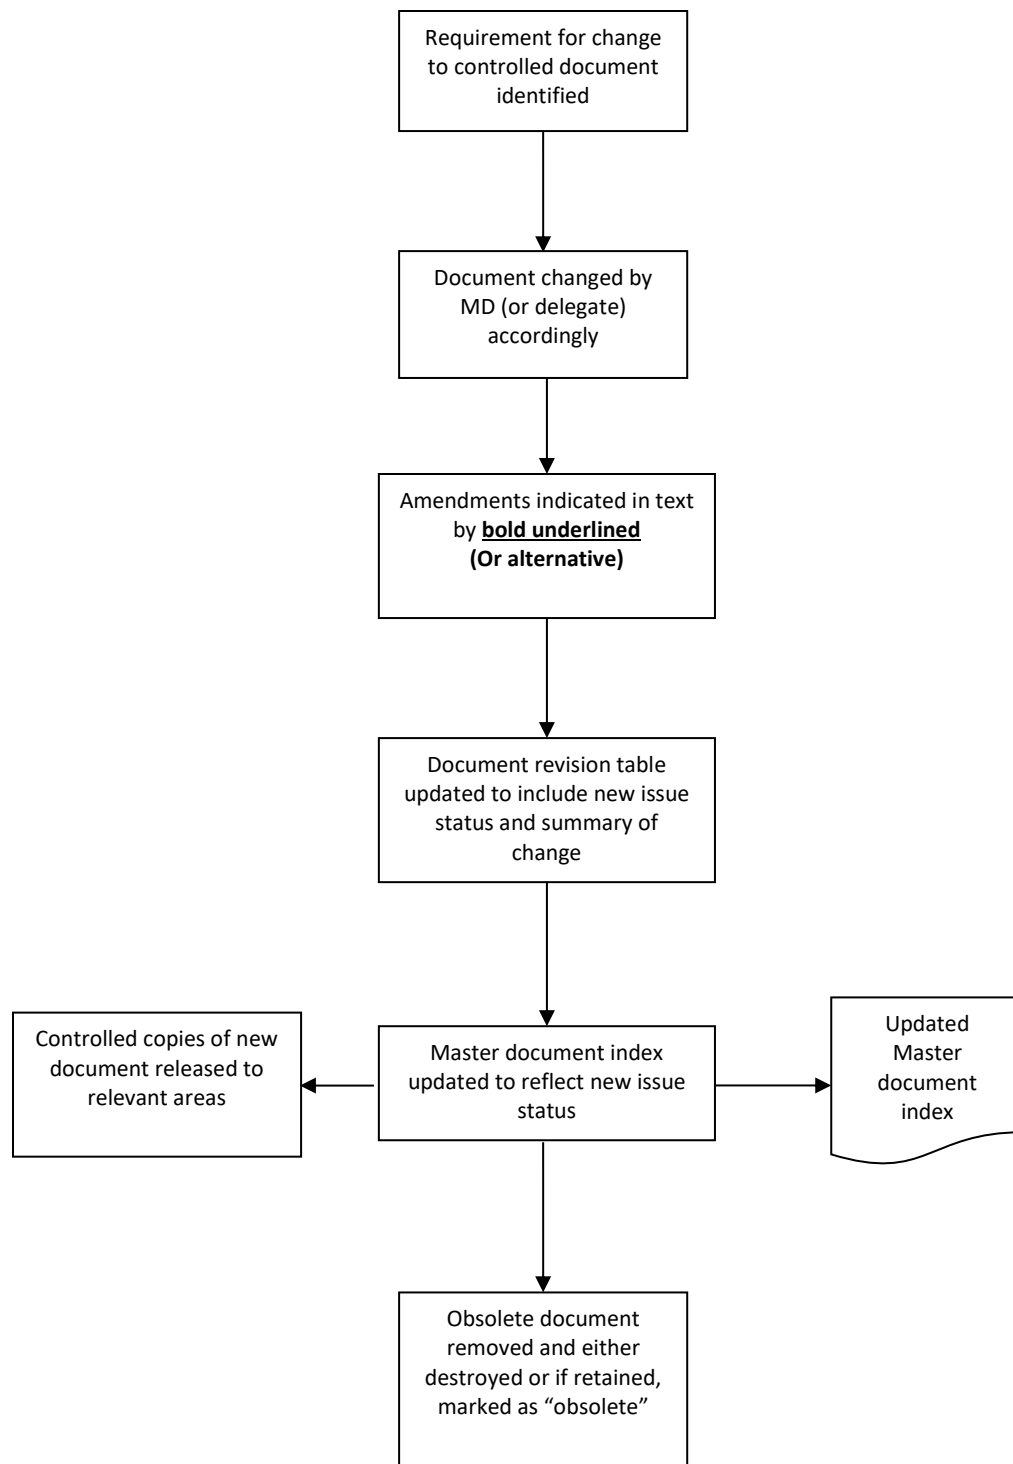 Requirement for change
to controlled document
identified
Document changed by
MD (or delegate)
accordingly
Amendments indicated in text
by bold underlined
(Or alternative)
Document revision table
updated to include new issue
status and summary of
change
Controlled copies of new
document released to
relevant areas
Master document index
updated to reflect new issue
status
Updated
Master
document
index
Obsolete document
removed and either
destroyed or if retained,
marked as “obsolete”